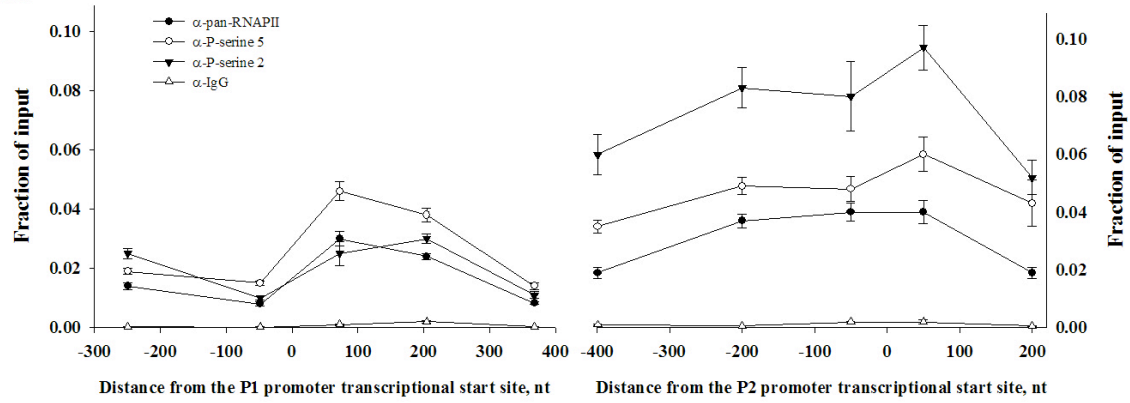 0.10
0.08
0.06
0.04
0.02
0.00
Fraction of input
α-pan-RNAPII
α-P-serine 5
α-P-serine 2
α-IgG
-300 -200 -100 0 100 200 300 400
Distance from the P1 promoter transcriptional start site, nt
-400 -300 -200 -100 0 100 200
Distance from the P2 promoter transcriptional start site, nt
0.10
0.08
0.06
0.04
0.02
0.00
Fraction of input